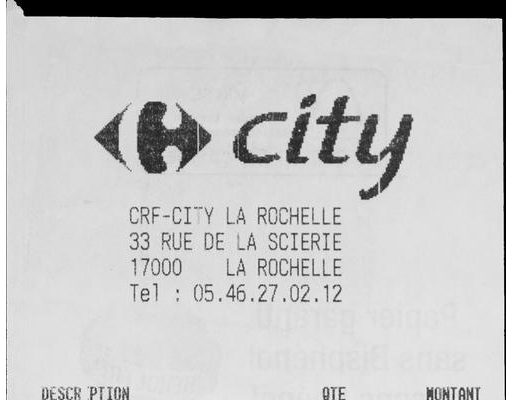 city
CRF-CITY LA ROCHELLE
33 RUE DE LA SCIERIE
17000 LA ROCHELLE
Tel : 05.46.27.02.12
Papier garanti
sans Bisphénol
DESCRIPTION QTE MONTANT